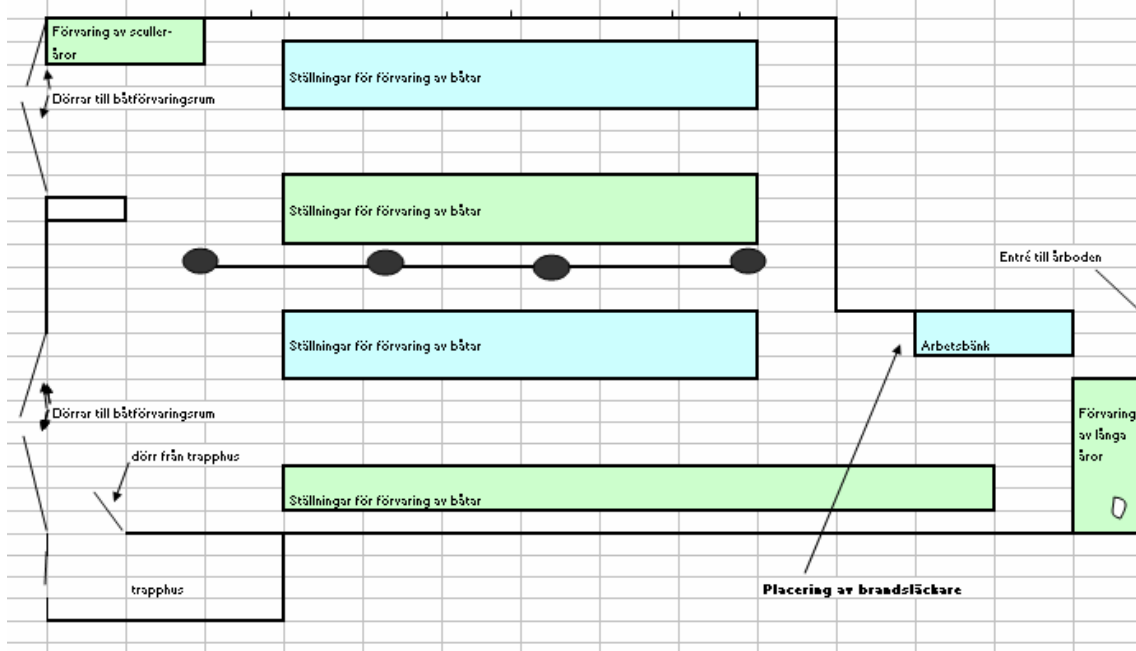 Förvaring av sculler-
åror
Ställningar för förvaring av båtar
Dörrar till båtförvaringsrum
Ställningar för förvaring av båtar
Entré till årboden
Ställningar för förvaring av båtar
Arbetsbänk
Dörrar till båtförvaringsrum
Förvaring
av långa
åror
dörr från trapphus
Ställningar för förvaring av båtar
trapphus
Placering av brandsläckare